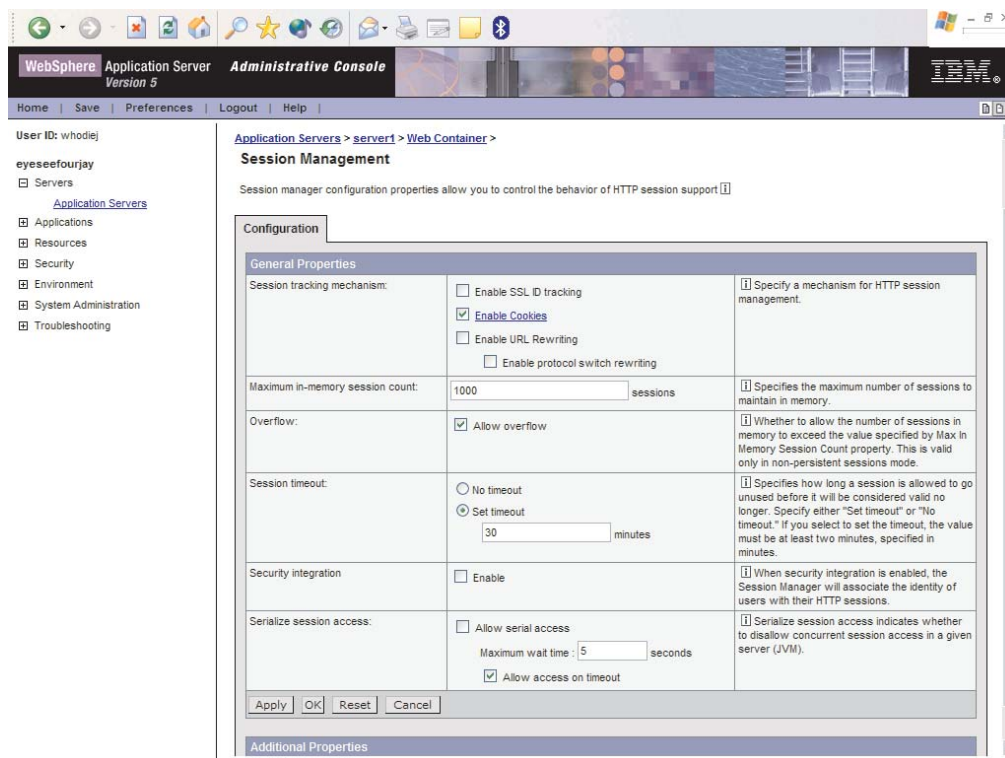 WebSphere Application Server Administrative Console
Version 5
IBM®
Home | Save | Preferences | Logout | Help |
User ID: whodiej
eyeseefourjay
Servers
Application Servers
Applications
Resources
Security
Environment
System Administration
Troubleshooting
Application Servers > server1 > Web Container >
Session Management
Session manager configuration properties allow you to control the behavior of HTTP session support i
Configuration
General Properties
Session tracking mechanism:
Enable SSL ID tracking
Enable Cookies
Enable URL Rewriting
Enable protocol switch rewriting
i Specify a mechanism for HTTP session
management.
Maximum in-memory session count:
1000 sessions
i Specifies the maximum number of sessions to
maintain in memory.
Overflow:
Allow overflow
i Whether to allow the number of sessions in
memory to exceed the value specified by Max In
Memory Session Count property. This is valid
only in non-persistent sessions mode.
Session timeout:
No timeout
Set timeout
30 minutes
i Specifies how long a session is allowed to go
unused before it will be considered valid no
longer. Specify either "Set timeout" or "No
timeout." If you select to set the timeout, the value
must be at least two minutes, specified in
minutes.
Security integration
Enable
i When security integration is enabled, the
Session Manager will associate the identity of
users with their HTTP sessions.
Serialize session access:
Allow serial access
Maximum wait time : 5 seconds
Allow access on timeout
i Serialize session access indicates whether
to disallow concurrent session access in a given
server (JVM).
Apply OK Reset Cancel
Additional Properties